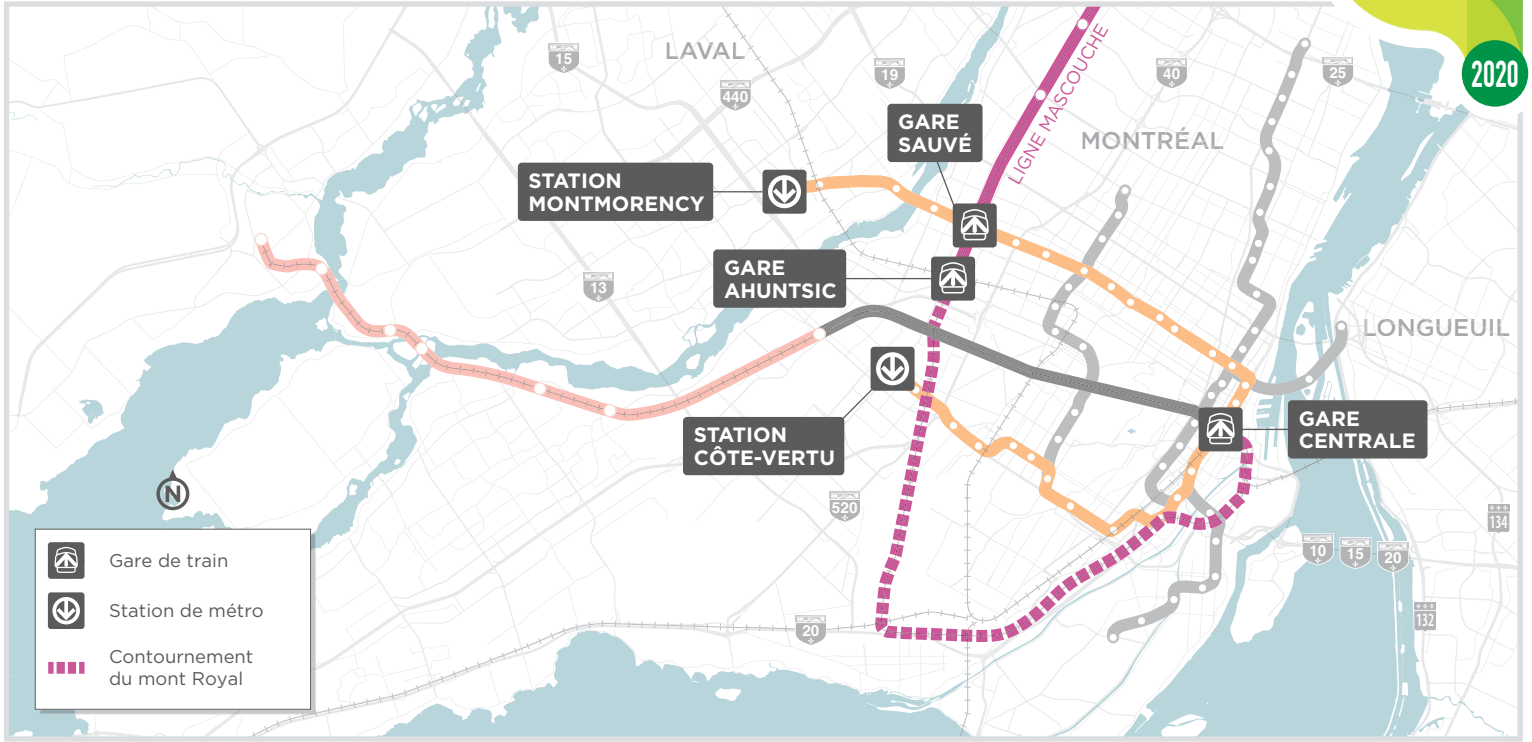 2020
LAVAL
15
440
19
40
25
GARE
SAUVÉ
LIGNE MASCOUCHE
MONTRÉAL
STATION
MONTMORENCY
GARE
AHUNTSIC
13
LONGUEUIL
STATION
CÔTE-VERTU
GARE
CENTRALE
N
520
134
10
15
20
132
20
Gare de train
Station de métro
Contournement
du mont Royal